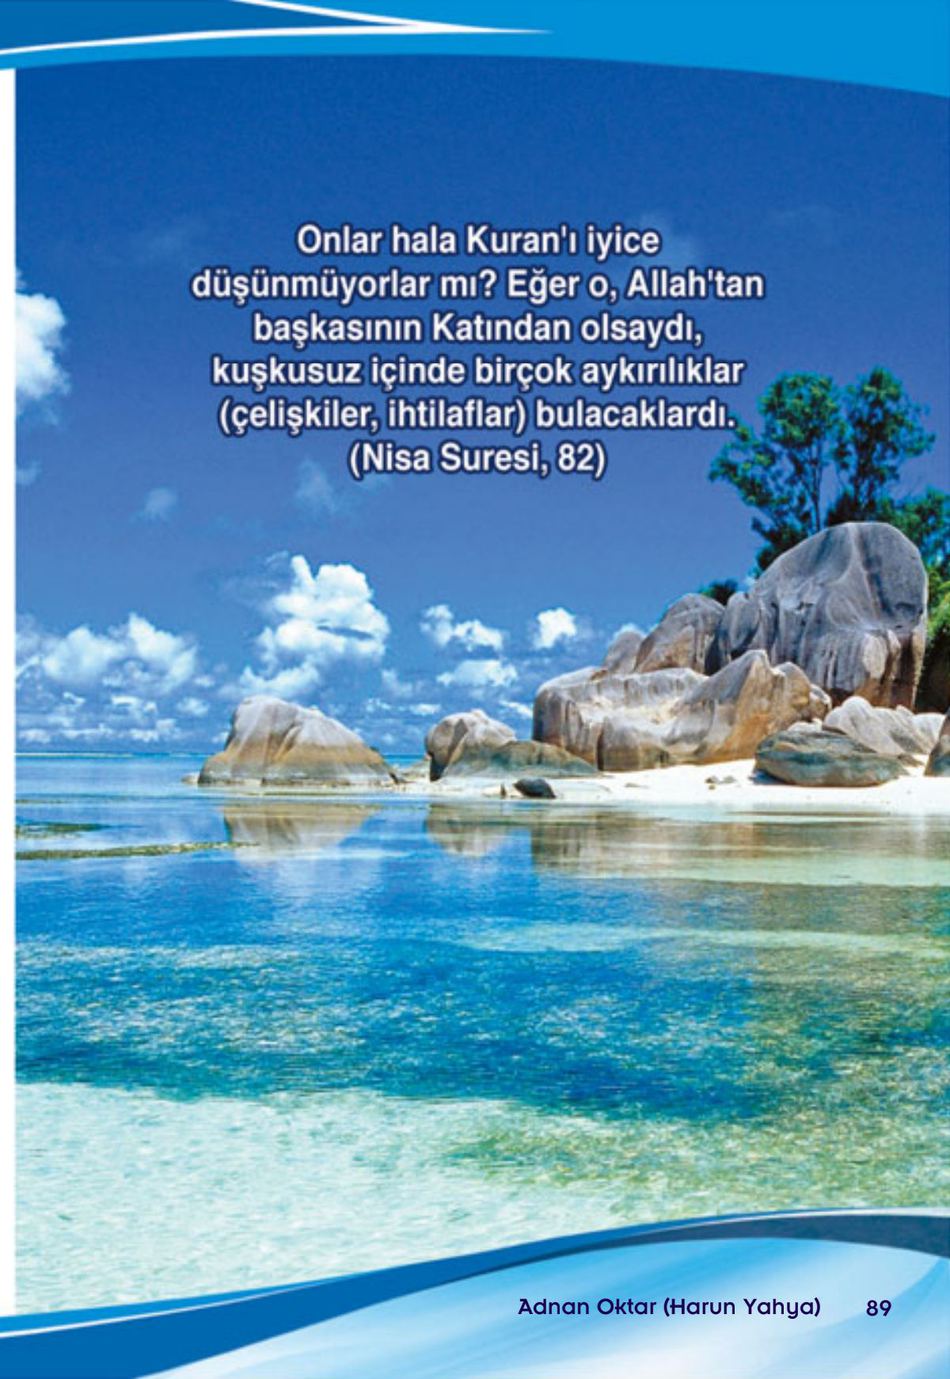 Onlar hala Kuran'ı iyice
düşünmüyorlar mı? Eğer o, Allah'tan
başkasının Katından olsaydı,
kuşkusuz içinde birçok aykırılıklar
(çelişkiler, ihtilaflar) bulacaklardı.
(Nisa Suresi, 82)
Adnan Oktar (Harun Yahya) 89